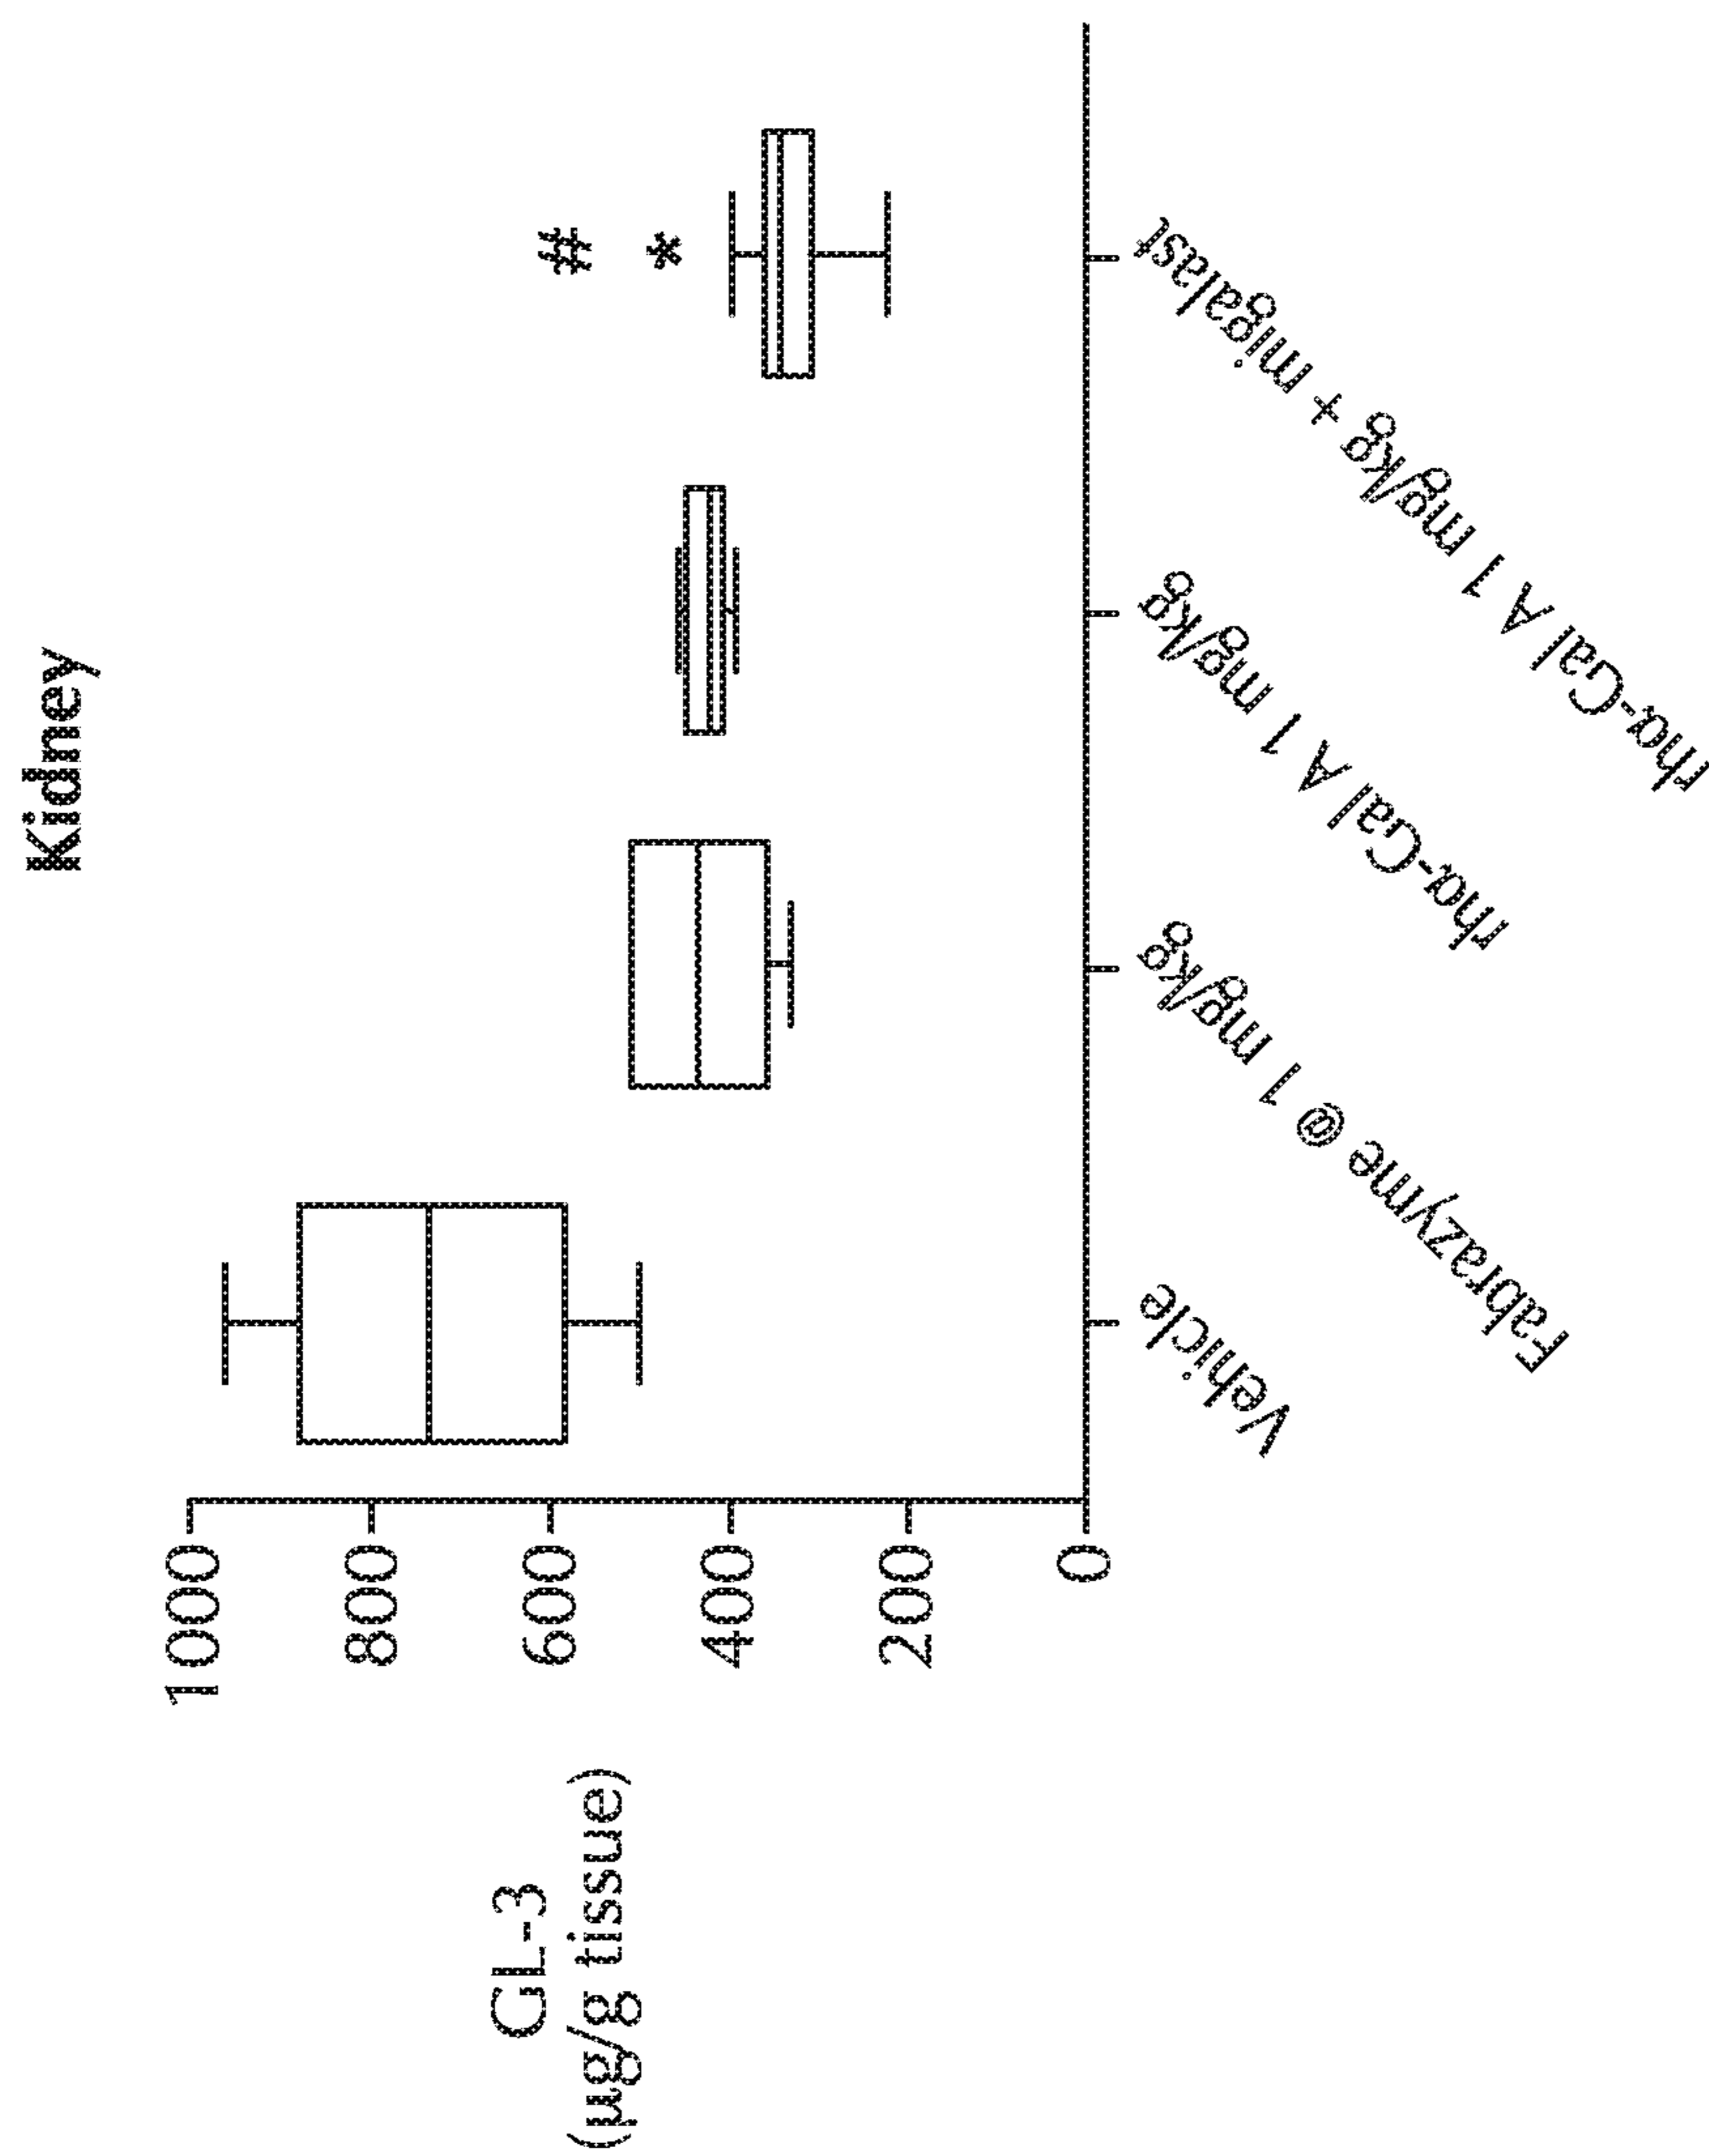 Kidney
GL-3
(µg/g tissue)
1000
800
600
400
200
0
#
*
Vehicle
Fabrazyme @ 1 mg/kg
rhα-Gal A 1 mg/kg
rhα-Gal A 1 mg/kg + migalast